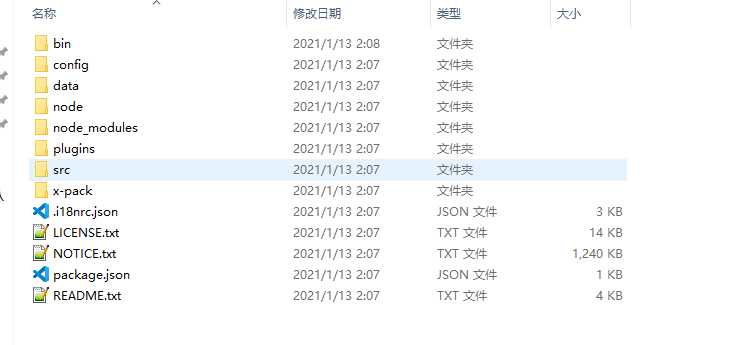 名称 修改日期 类型 大小
bin 2021/1/13 2:08 文件夹
config 2021/1/13 2:07 文件夹
data 2021/1/13 2:07 文件夹
node 2021/1/13 2:07 文件夹
node_modules 2021/1/13 2:07 文件夹
plugins 2021/1/13 2:07 文件夹
src 2021/1/13 2:07 文件夹
x-pack 2021/1/13 2:07 文件夹
.i18nrc.json 2021/1/13 2:07 JSON 文件 3 KB
LICENSE.txt 2021/1/13 2:07 TXT 文件 14 KB
NOTICE.txt 2021/1/13 2:07 TXT 文件 1,240 KB
package.json 2021/1/13 2:07 JSON 文件 1 KB
README.txt 2021/1/13 2:07 TXT 文件 4 KB